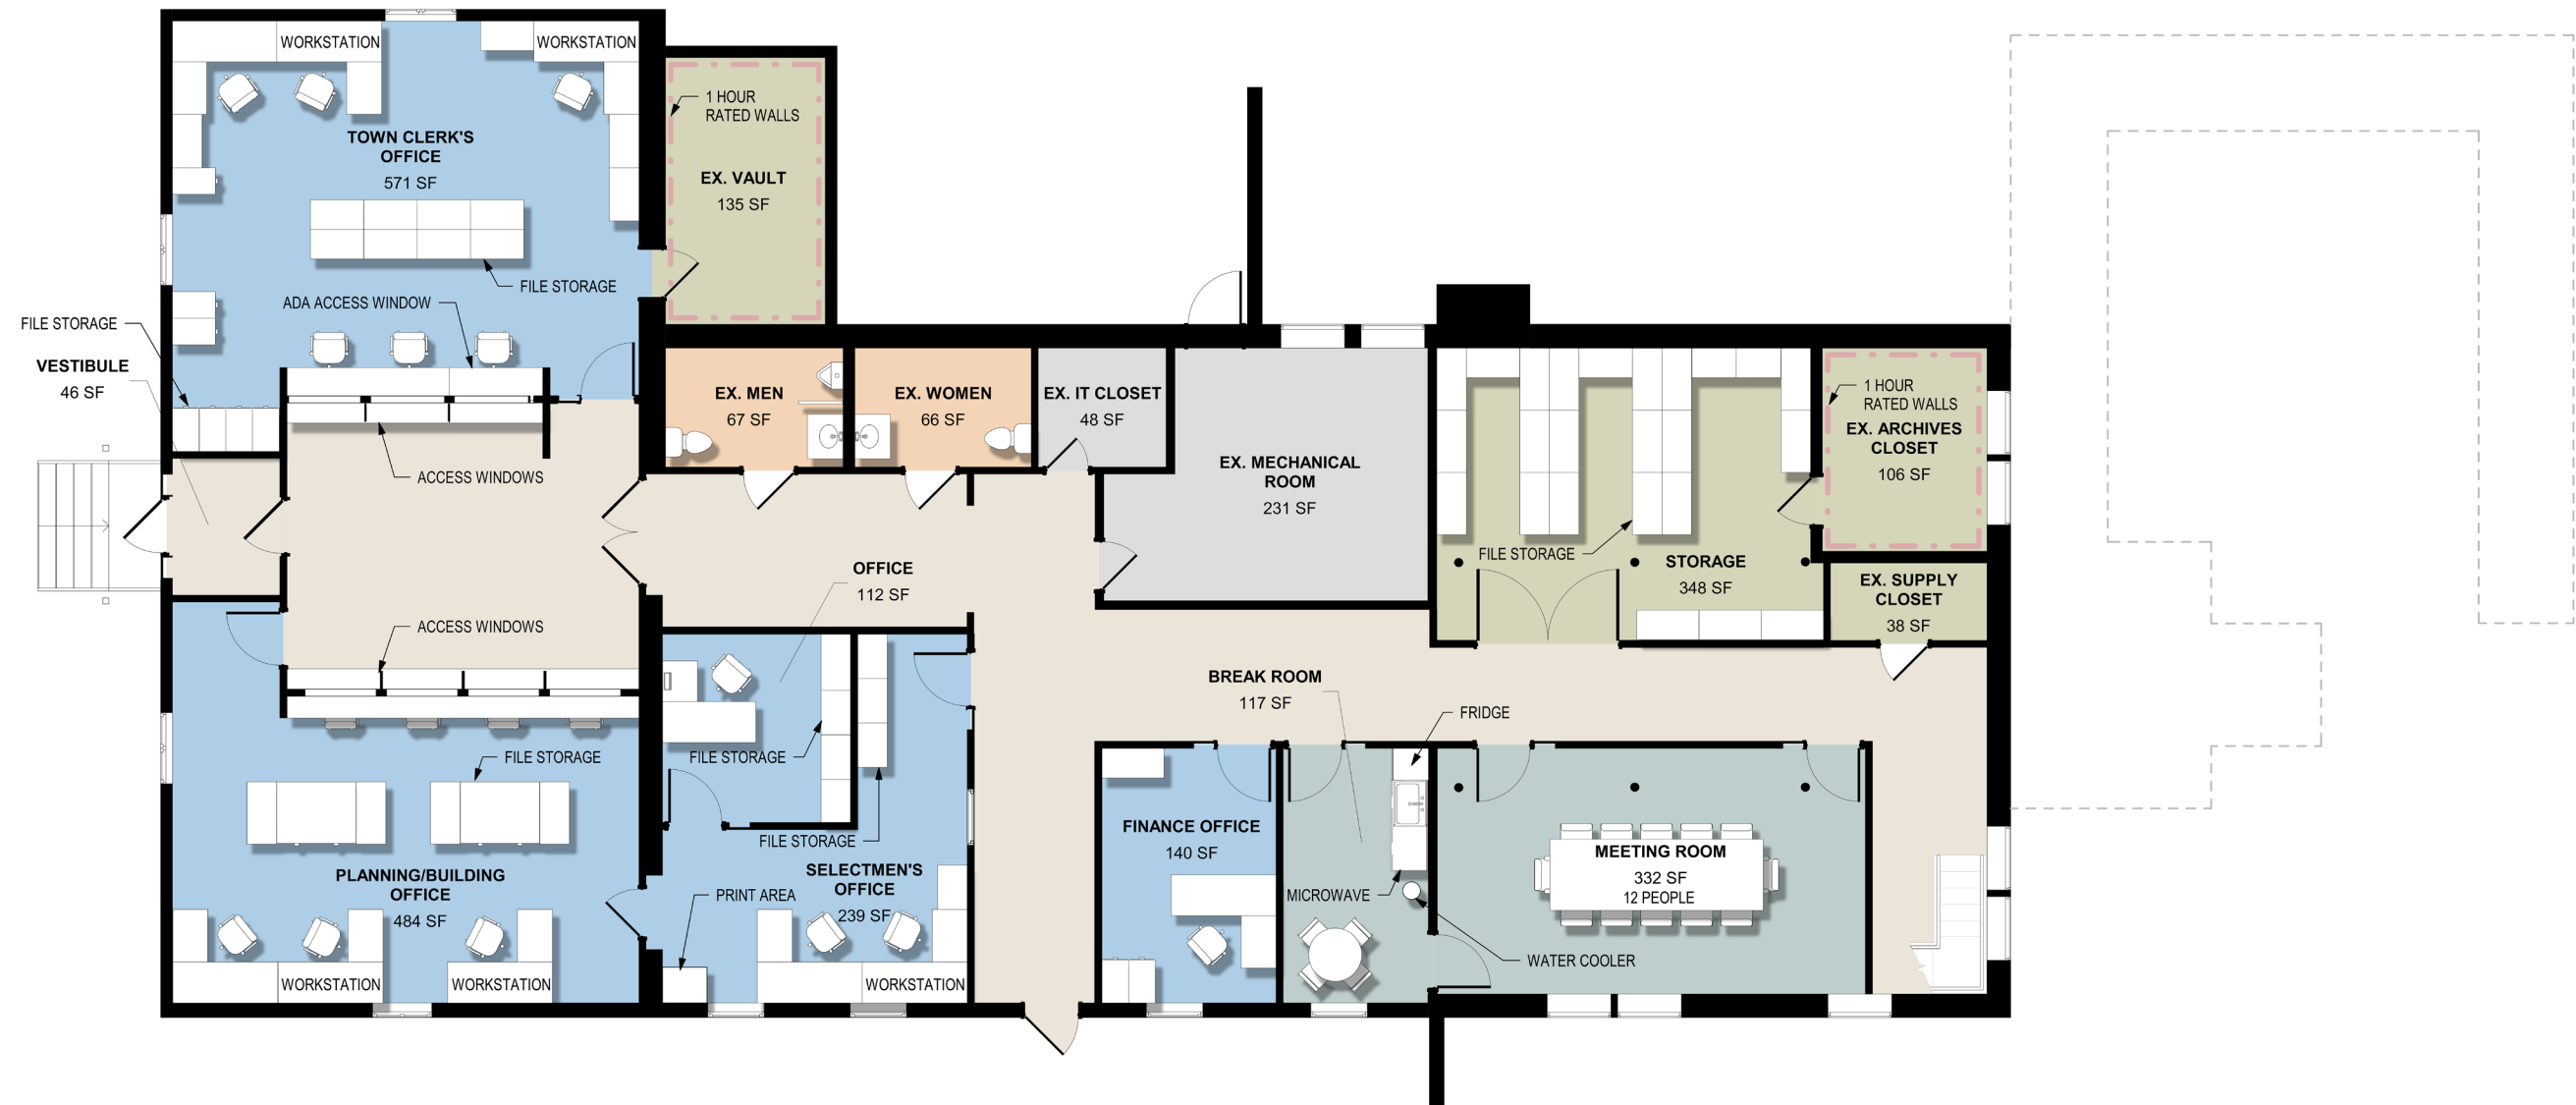 WORKSTATION
WORKSTATION
TOWN CLERK'S
OFFICE
571 SF
FILE STORAGE
ADA ACCESS WINDOW
FILE STORAGE
VESTIBULE
46 SF
ACCESS WINDOWS
1 HOUR
RATED WALLS
EX. VAULT
135 SF
EX. MEN
67 SF
EX. WOMEN
66 SF
EX. IT CLOSET
48 SF
EX. MECHANICAL
ROOM
231 SF
1 HOUR
RATED WALLS
EX. ARCHIVES
CLOSET
106 SF
FILE STORAGE
STORAGE
348 SF
EX. SUPPLY
CLOSET
38 SF
OFFICE
112 SF
ACCESS WINDOWS
FILE STORAGE
FILE STORAGE
FILE STORAGE
PLANNING/BUILDING
OFFICE
484 SF
WORKSTATION
WORKSTATION
PRINT AREA
SELECTMEN'S
OFFICE
239 SF
WORKSTATION
BREAK ROOM
117 SF
FRIDGE
FINANCE OFFICE
140 SF
MICROWAVE
WATER COOLER
MEETING ROOM
332 SF
12 PEOPLE